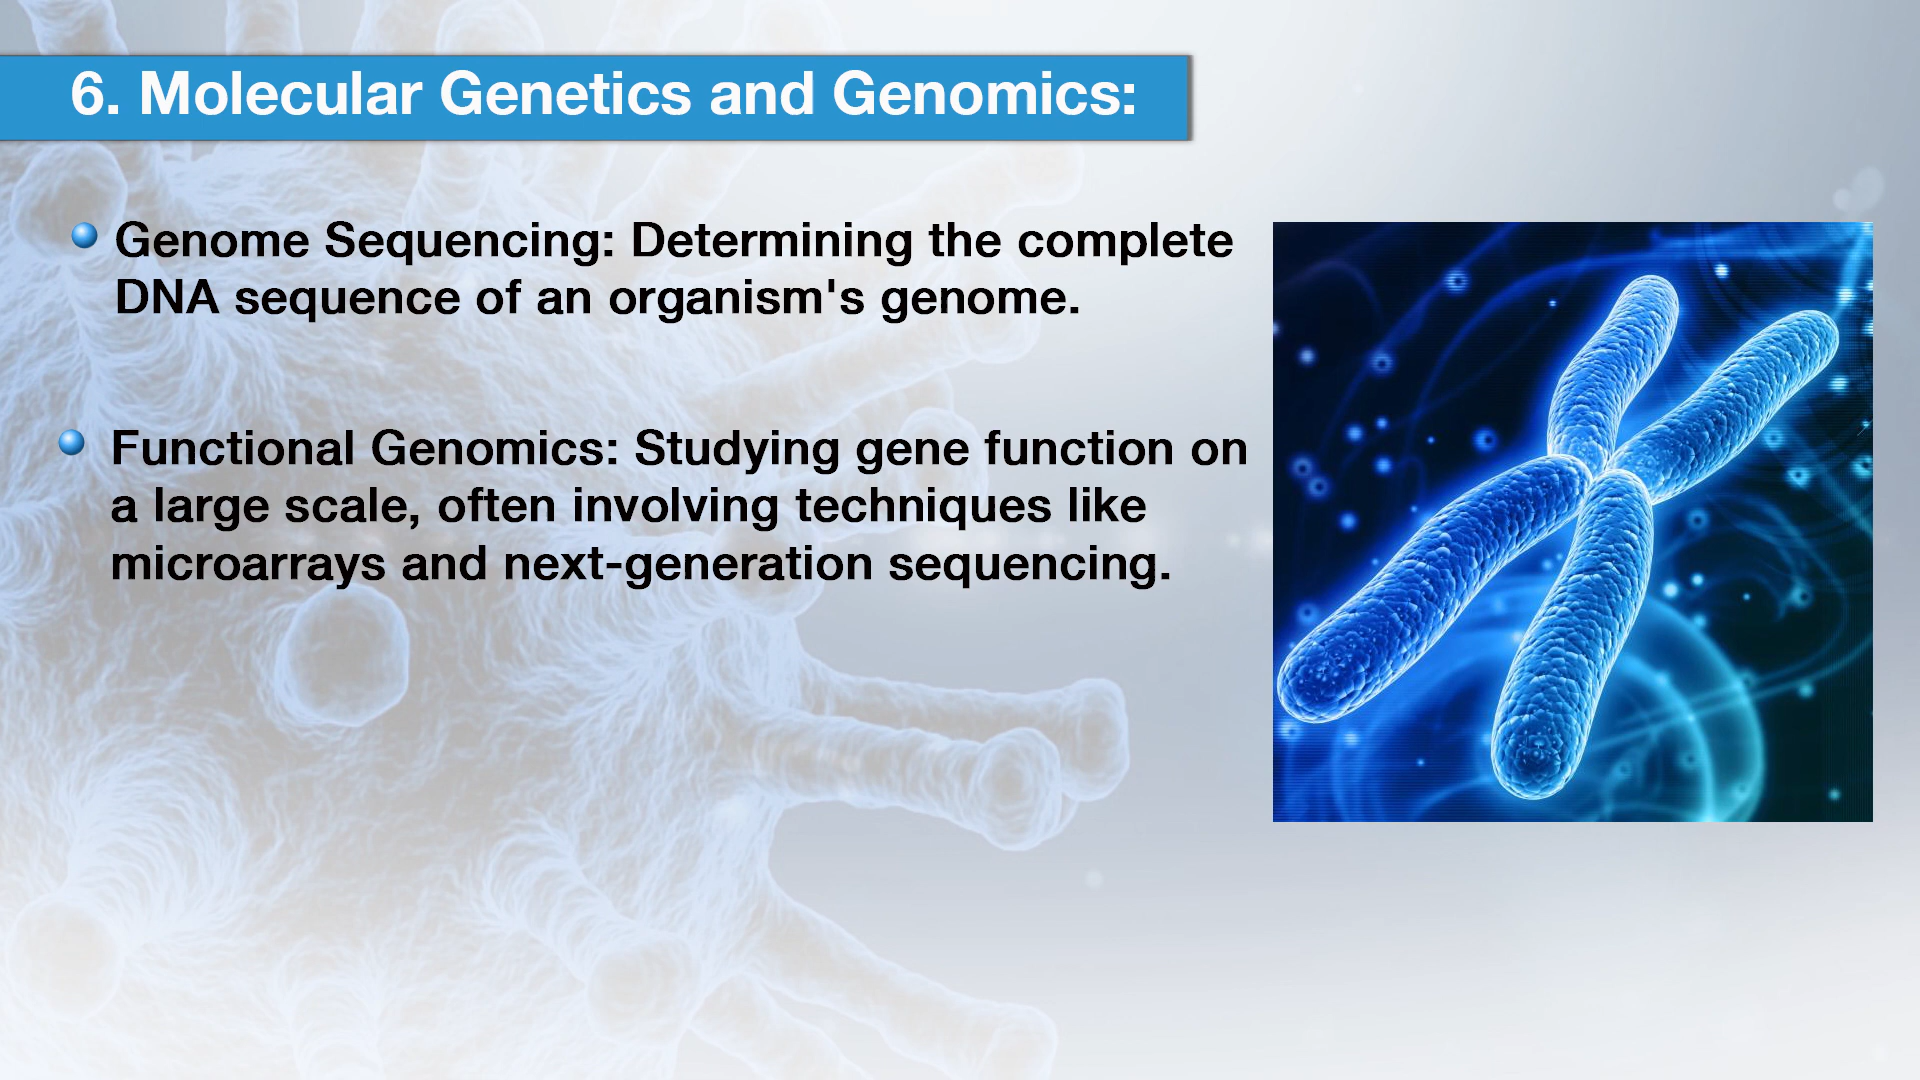 6. Molecular Genetics and Genomics:
Genome Sequencing: Determining the complete
DNA sequence of an organism's genome.
Functional Genomics: Studying gene function on
a large scale, often involving techniques like
microarrays and next-generation sequencing.